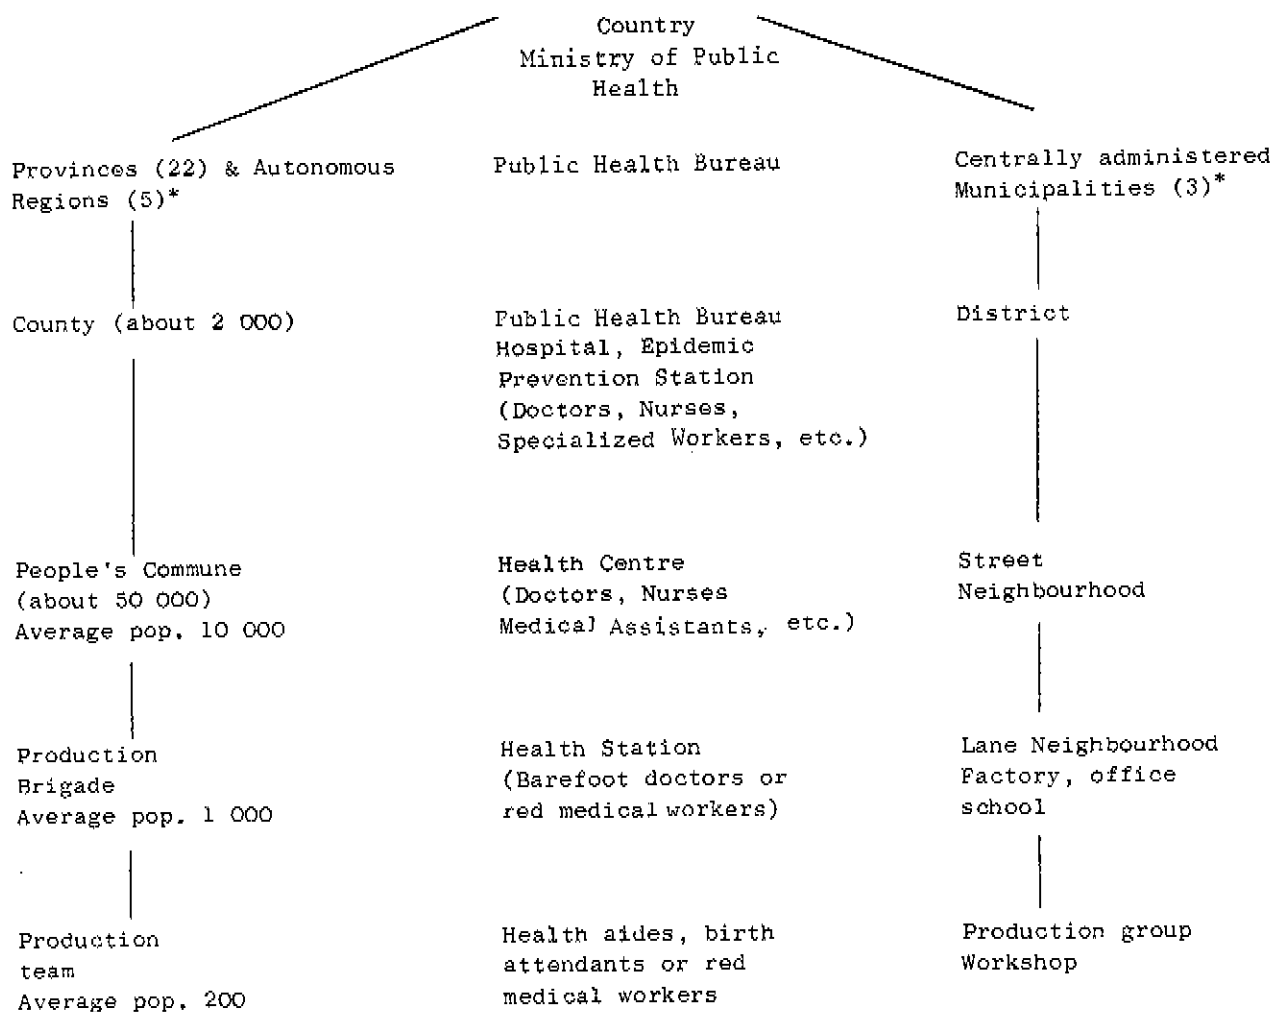 Country
Ministry of Public
Health
Provinces (22) & Autonomous
Regions (5)*
Public Health Bureau
Centrally administered
Municipalities (3)*
County (about 2 000)
Public Health Bureau
Hospital, Epidemic
Prevention Station
(Doctors, Nurses,
Specialized Workers, etc.)
District
People's Commune
(about 50 000)
Average pop. 10 000
Health Centre
(Doctors, Nurses
Medical Assistants, etc.)
Street
Neighbourhood
Production
Brigade
Average pop. 1 000
Health Station
(Barefoot doctors or
red medical workers)
Lane Neighbourhood
Factory, office
school
Production
team
Average pop. 200
Health aides, birth
attendants or red
medical workers
Production group
Workshop